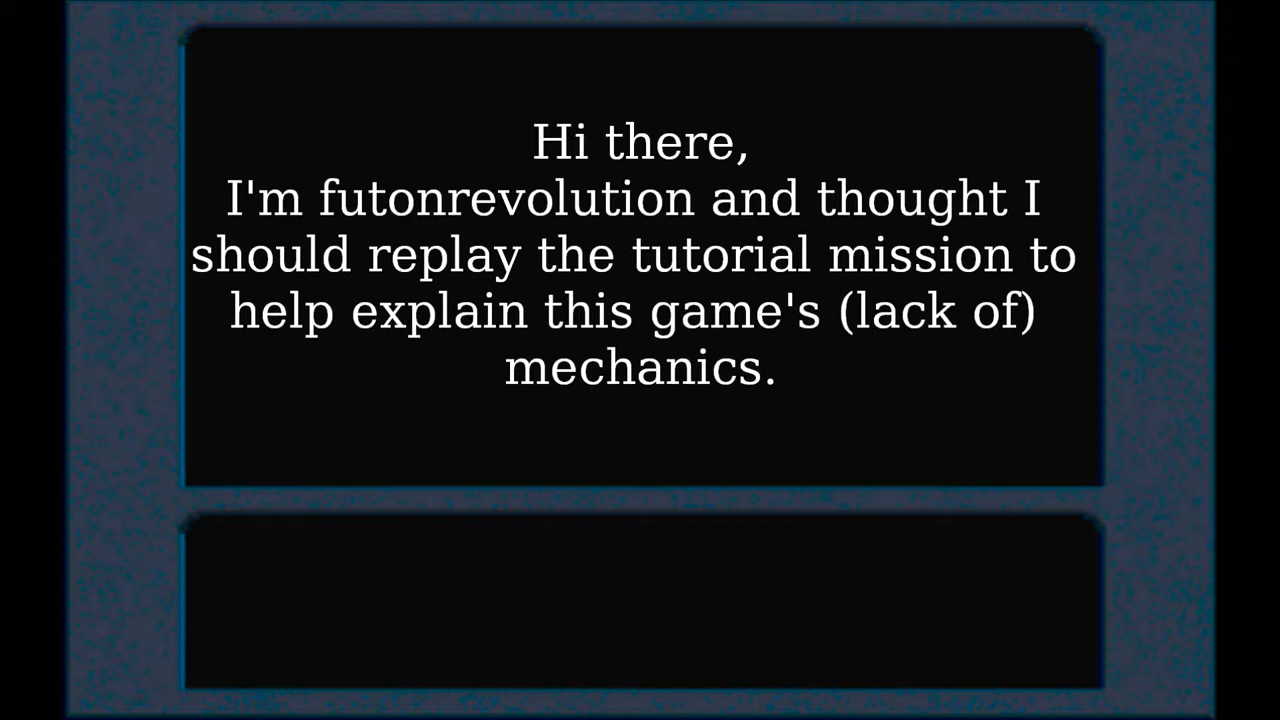 Hi there,
I'm futonrevolution and thought I
should replay the tutorial mission to
help explain this game's (lack of)
mechanics.